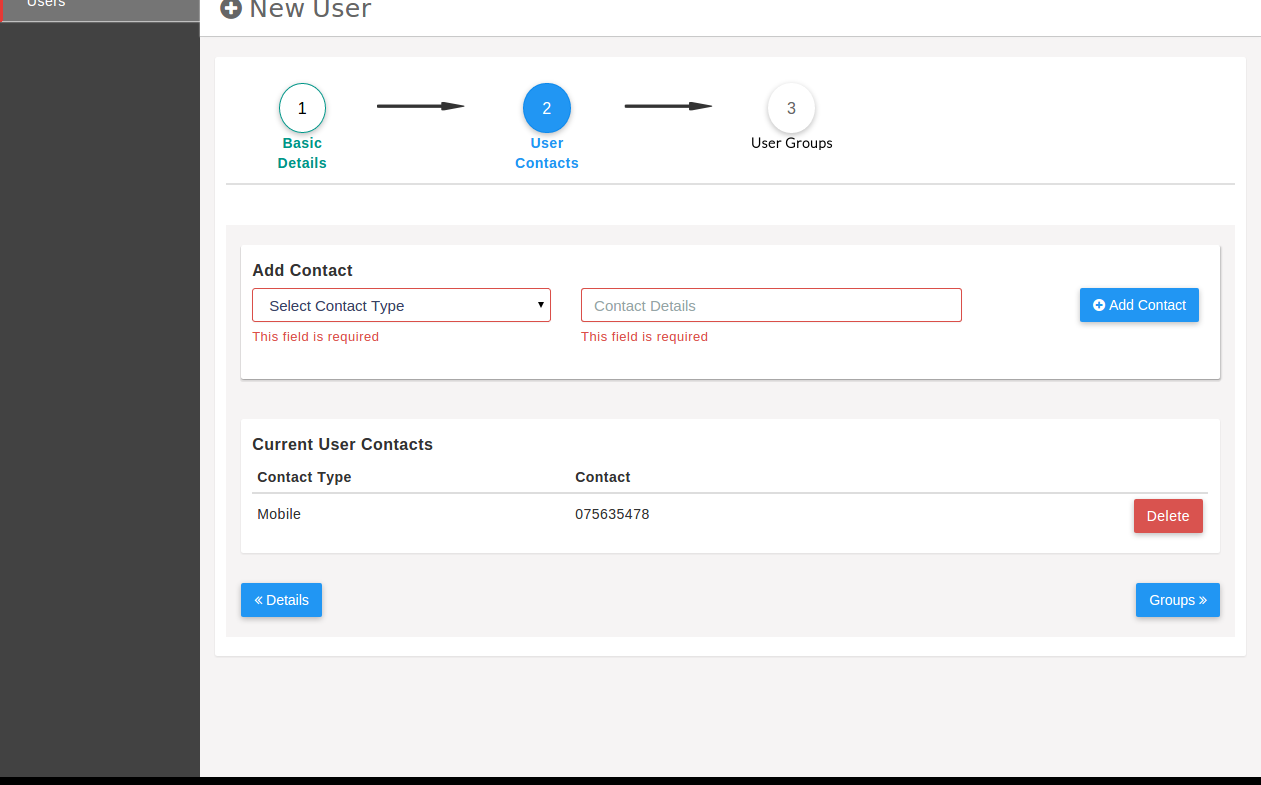 Users
New User
1
2
3
Basic
Details
User
Contacts
User Groups
Add Contact
Select Contact Type
Contact Details
Add Contact
This field is required
This field is required
Current User Contacts
Contact Type
Contact
Mobile
075635478
Delete
« Details
Groups »